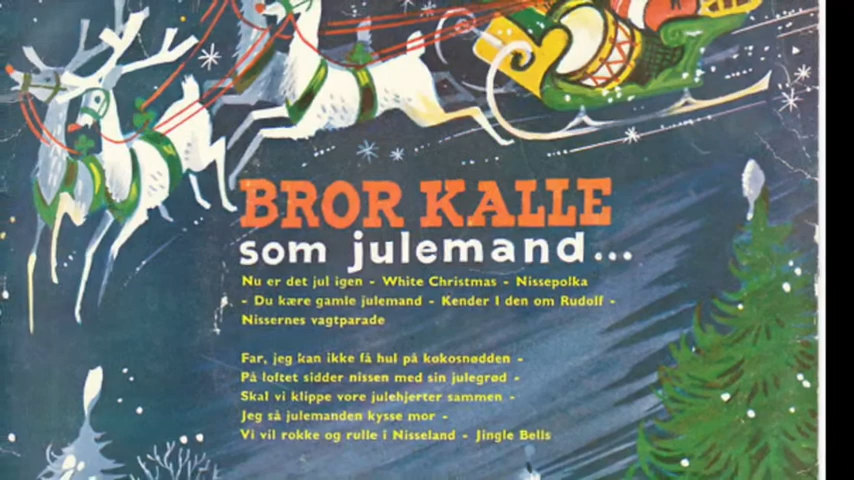 BROR KALLE
som julemand...
Nu er det jul igen - White Christmas - Nissepolka
- Du kære gamle julemand - Kender I den om Rudolf -
Nissernes vagtparade
Far, jeg kan ikke få hul på kokosnødden -
På loftet sidder nissen med sin julegrød -
Skal vi klippe vore julehjerter sammen -
Jeg så julemanden kysse mor -
Vi vil rokke og rulle i Nisseland - Jingle Bells